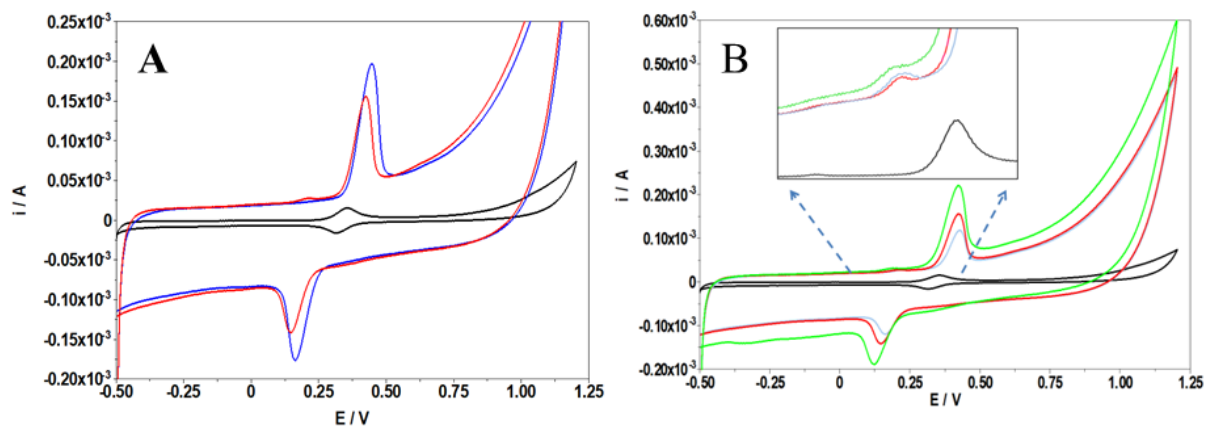 A
0.25x10⁻³
0.20x10⁻³
0.15x10⁻³
0.10x10⁻³
0.05x10⁻³
0
-0.05x10⁻³
-0.10x10⁻³
-0.15x10⁻³
-0.20x10⁻³
i / A
-0.50 -0.25 0 0.25 0.50 0.75 1.00 1.25
E / V
B
0.60x10⁻³
0.50x10⁻³
0.40x10⁻³
0.30x10⁻³
0.20x10⁻³
0.10x10⁻³
0
-0.10x10⁻³
-0.20x10⁻³
i / A
-0.50 -0.25 0 0.25 0.50 0.75 1.00 1.25
E / V